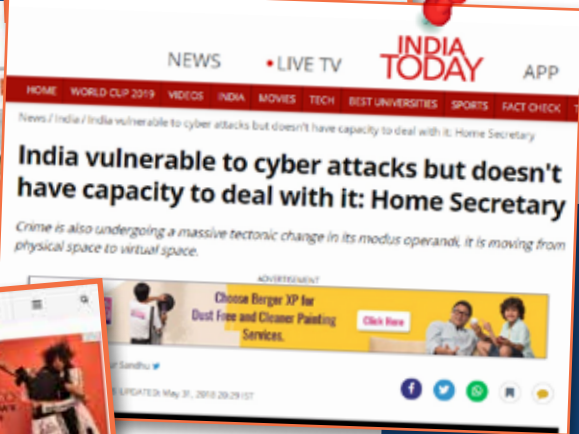 NEWS
• LIVE TV
INDIA
TODAY
APP
HOME WORLD CUP 2019 VIDEOS INDIA MOVIES TECH BEST UNIVERSITIES SPORTS FACT CHECK
News / India / India vulnerable to cyber attacks but doesn't have capacity to deal with it: Home Secretary
India vulnerable to cyber attacks but doesn't
have capacity to deal with it: Home Secretary
Crime is also undergoing a massive tectonic change in its modus operandi, it is moving from
physical space to virtual space.
ADVERTISEMENT
Choose Berger XP for
Dust Free and Cleaner Painting
Services.
Click Here
Sandhu
UPDATED: May 31, 2018 20:29 IST